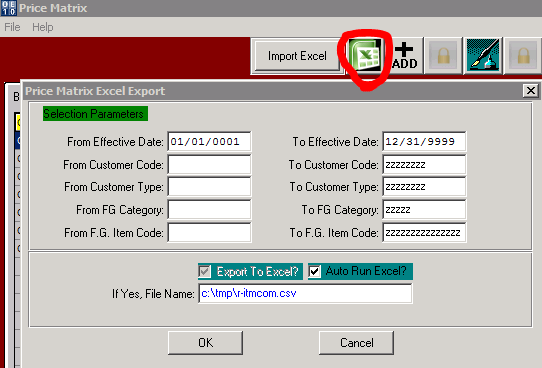 OE
10
Price Matrix
File Help
Import Excel
ADD
B
Price Matrix Excel Export
Selection Parameters
From Effective Date: 01/01/0001 To Effective Date: 12/31/9999
From Customer Code: To Customer Code: zzzzzzzz
From Customer Type: To Customer Type: zzzzzzzz
From FG Category: To FG Category: zzzzz
From F.G. Item Code: To F.G. Item Code: zzzzzzzzzzzzzzz
Export To Excel? Auto Run Excel?
If Yes, File Name: c:\tmp\r-itmcom.csv
OK Cancel